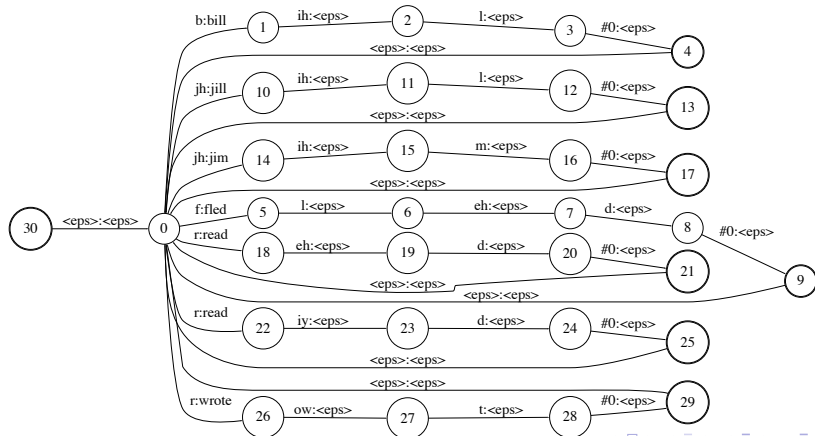 b:bill 1 ih:<eps> 2 l:<eps> 3 #0:<eps> 4
<eps>:<eps>
jh:jill 10 ih:<eps> 11 l:<eps> 12 #0:<eps> 13
<eps>:<eps>
jh:jim 14 ih:<eps> 15 m:<eps> 16 #0:<eps> 17
<eps>:<eps>
30 <eps>:<eps> 0 f:fled 5 l:<eps> 6 eh:<eps> 7 d:<eps> 8 #0:<eps> 9
r:read 18 eh:<eps> 19 d:<eps> 20 #0:<eps> 21
<eps>:<eps>
<eps>:<eps>
r:read 22 iy:<eps> 23 d:<eps> 24 #0:<eps> 25
<eps>:<eps>
<eps>:<eps>
r:wrote 26 ow:<eps> 27 t:<eps> 28 #0:<eps> 29